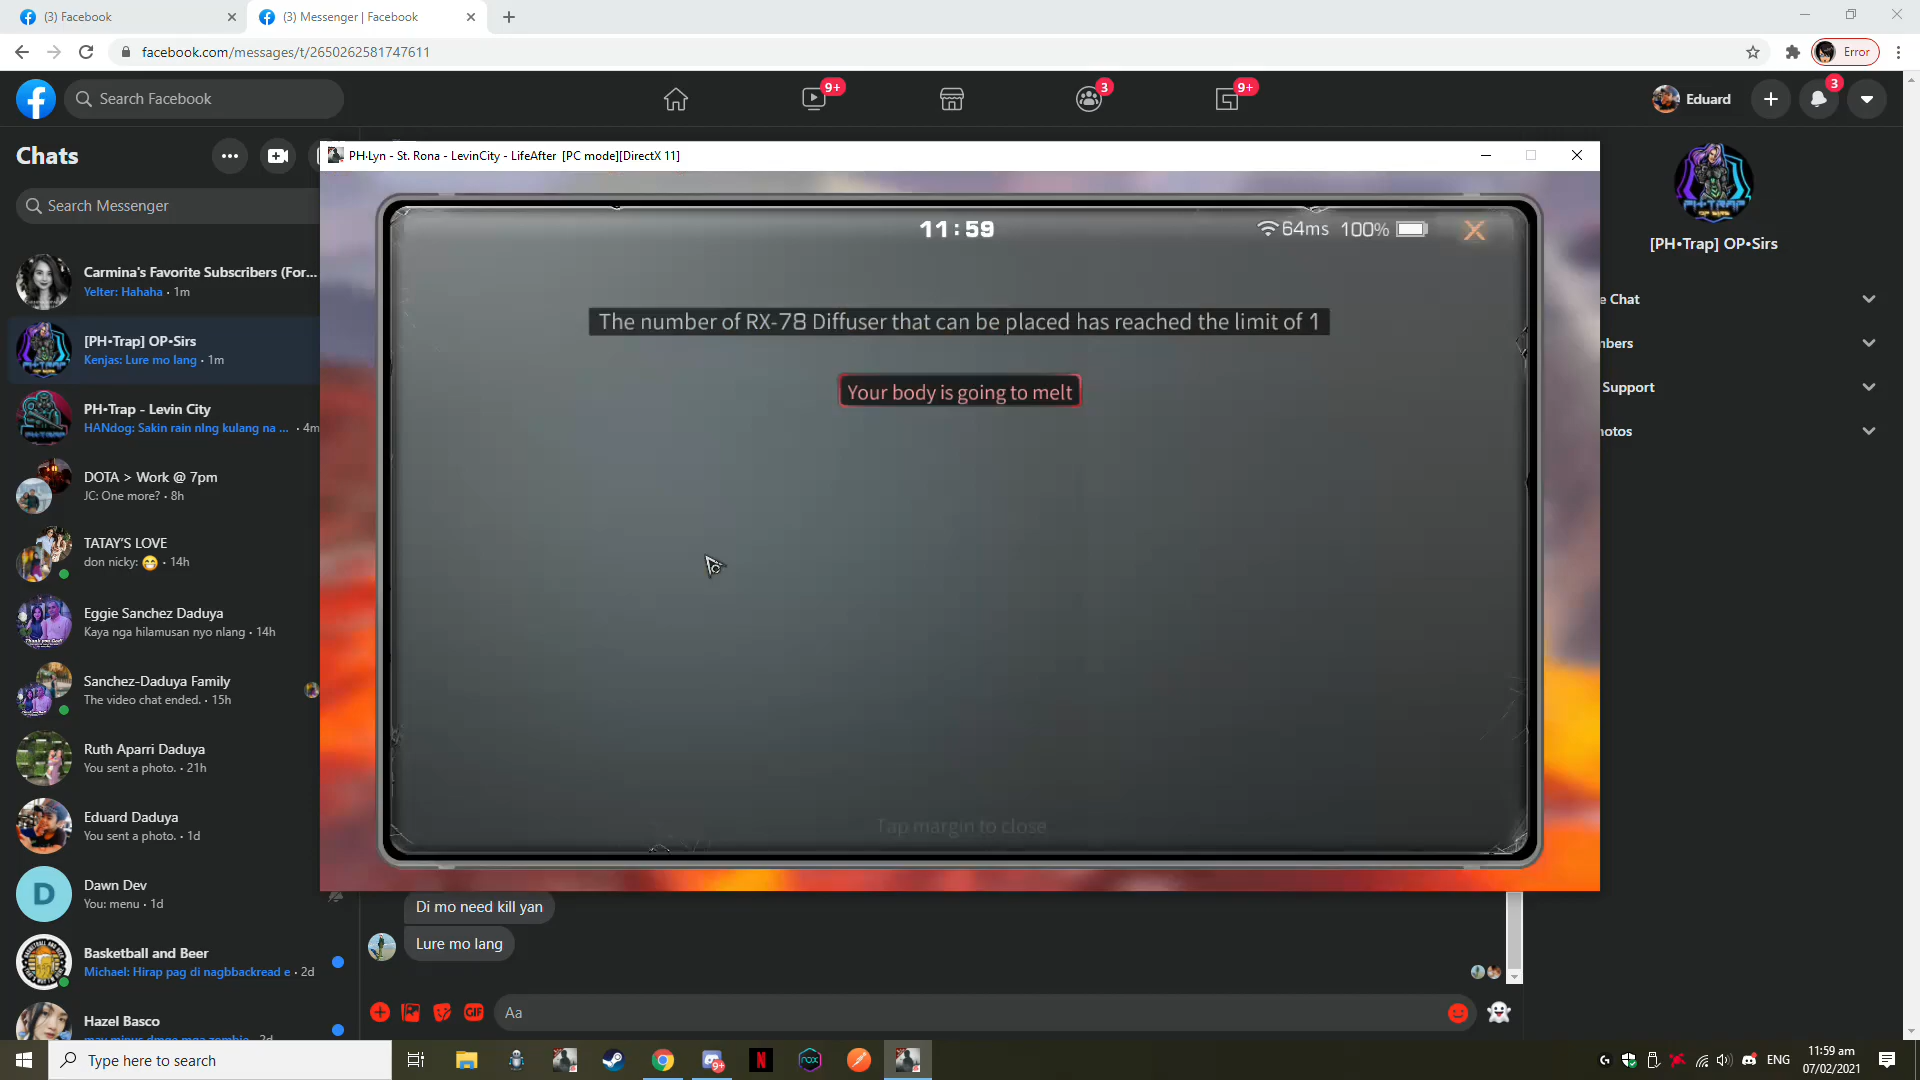 (3) Facebook
(3) Messenger | Facebook
facebook.com/messages/t/2650262581747611
Error
Search Facebook
9+
3
9+
Eduard
3
Chats
Search Messenger
Carmina's Favorite Subscribers (For...
Yelter: Hahaha · 1m
[PH•Trap] OP•Sirs
Kenjas: Lure mo lang · 1m
PH•Trap - Levin City
HANdog: Sakin rain nIng kulang na ... · 4m
DOTA > Work @ 7pm
JC: One more? · 8h
TATAY'S LOVE
don nicky: 😁 · 14h
Eggie Sanchez Daduya
Kaya nga hilamusan nyo nlang · 14h
Sanchez-Daduya Family
The video chat ended. · 15h
Ruth Aparri Daduya
You sent a photo. · 21h
Eduard Daduya
You sent a photo. · 1d
D
Dawn Dev
You: menu · 1d
Basketball and Beer
Michael: Hirap pag di nagbbackread e · 2d
Hazel Basco
PH·Lyn - St. Rona - LevinCity - LifeAfter [PC mode][DirectX 11]
11:59
64ms 100%
X
The number of RX-78 Diffuser that can be placed has reached the limit of 1
Your body is going to melt
Tap margin to close
PH+TRAP
[PH•Trap] OP•Sirs
e Chat
nbers
Support
hotos
Di mo need kill yan
Lure mo lang
GIF
Aa
Type here to search
9+
N
nox
ENG
11:59 am
07/02/2021